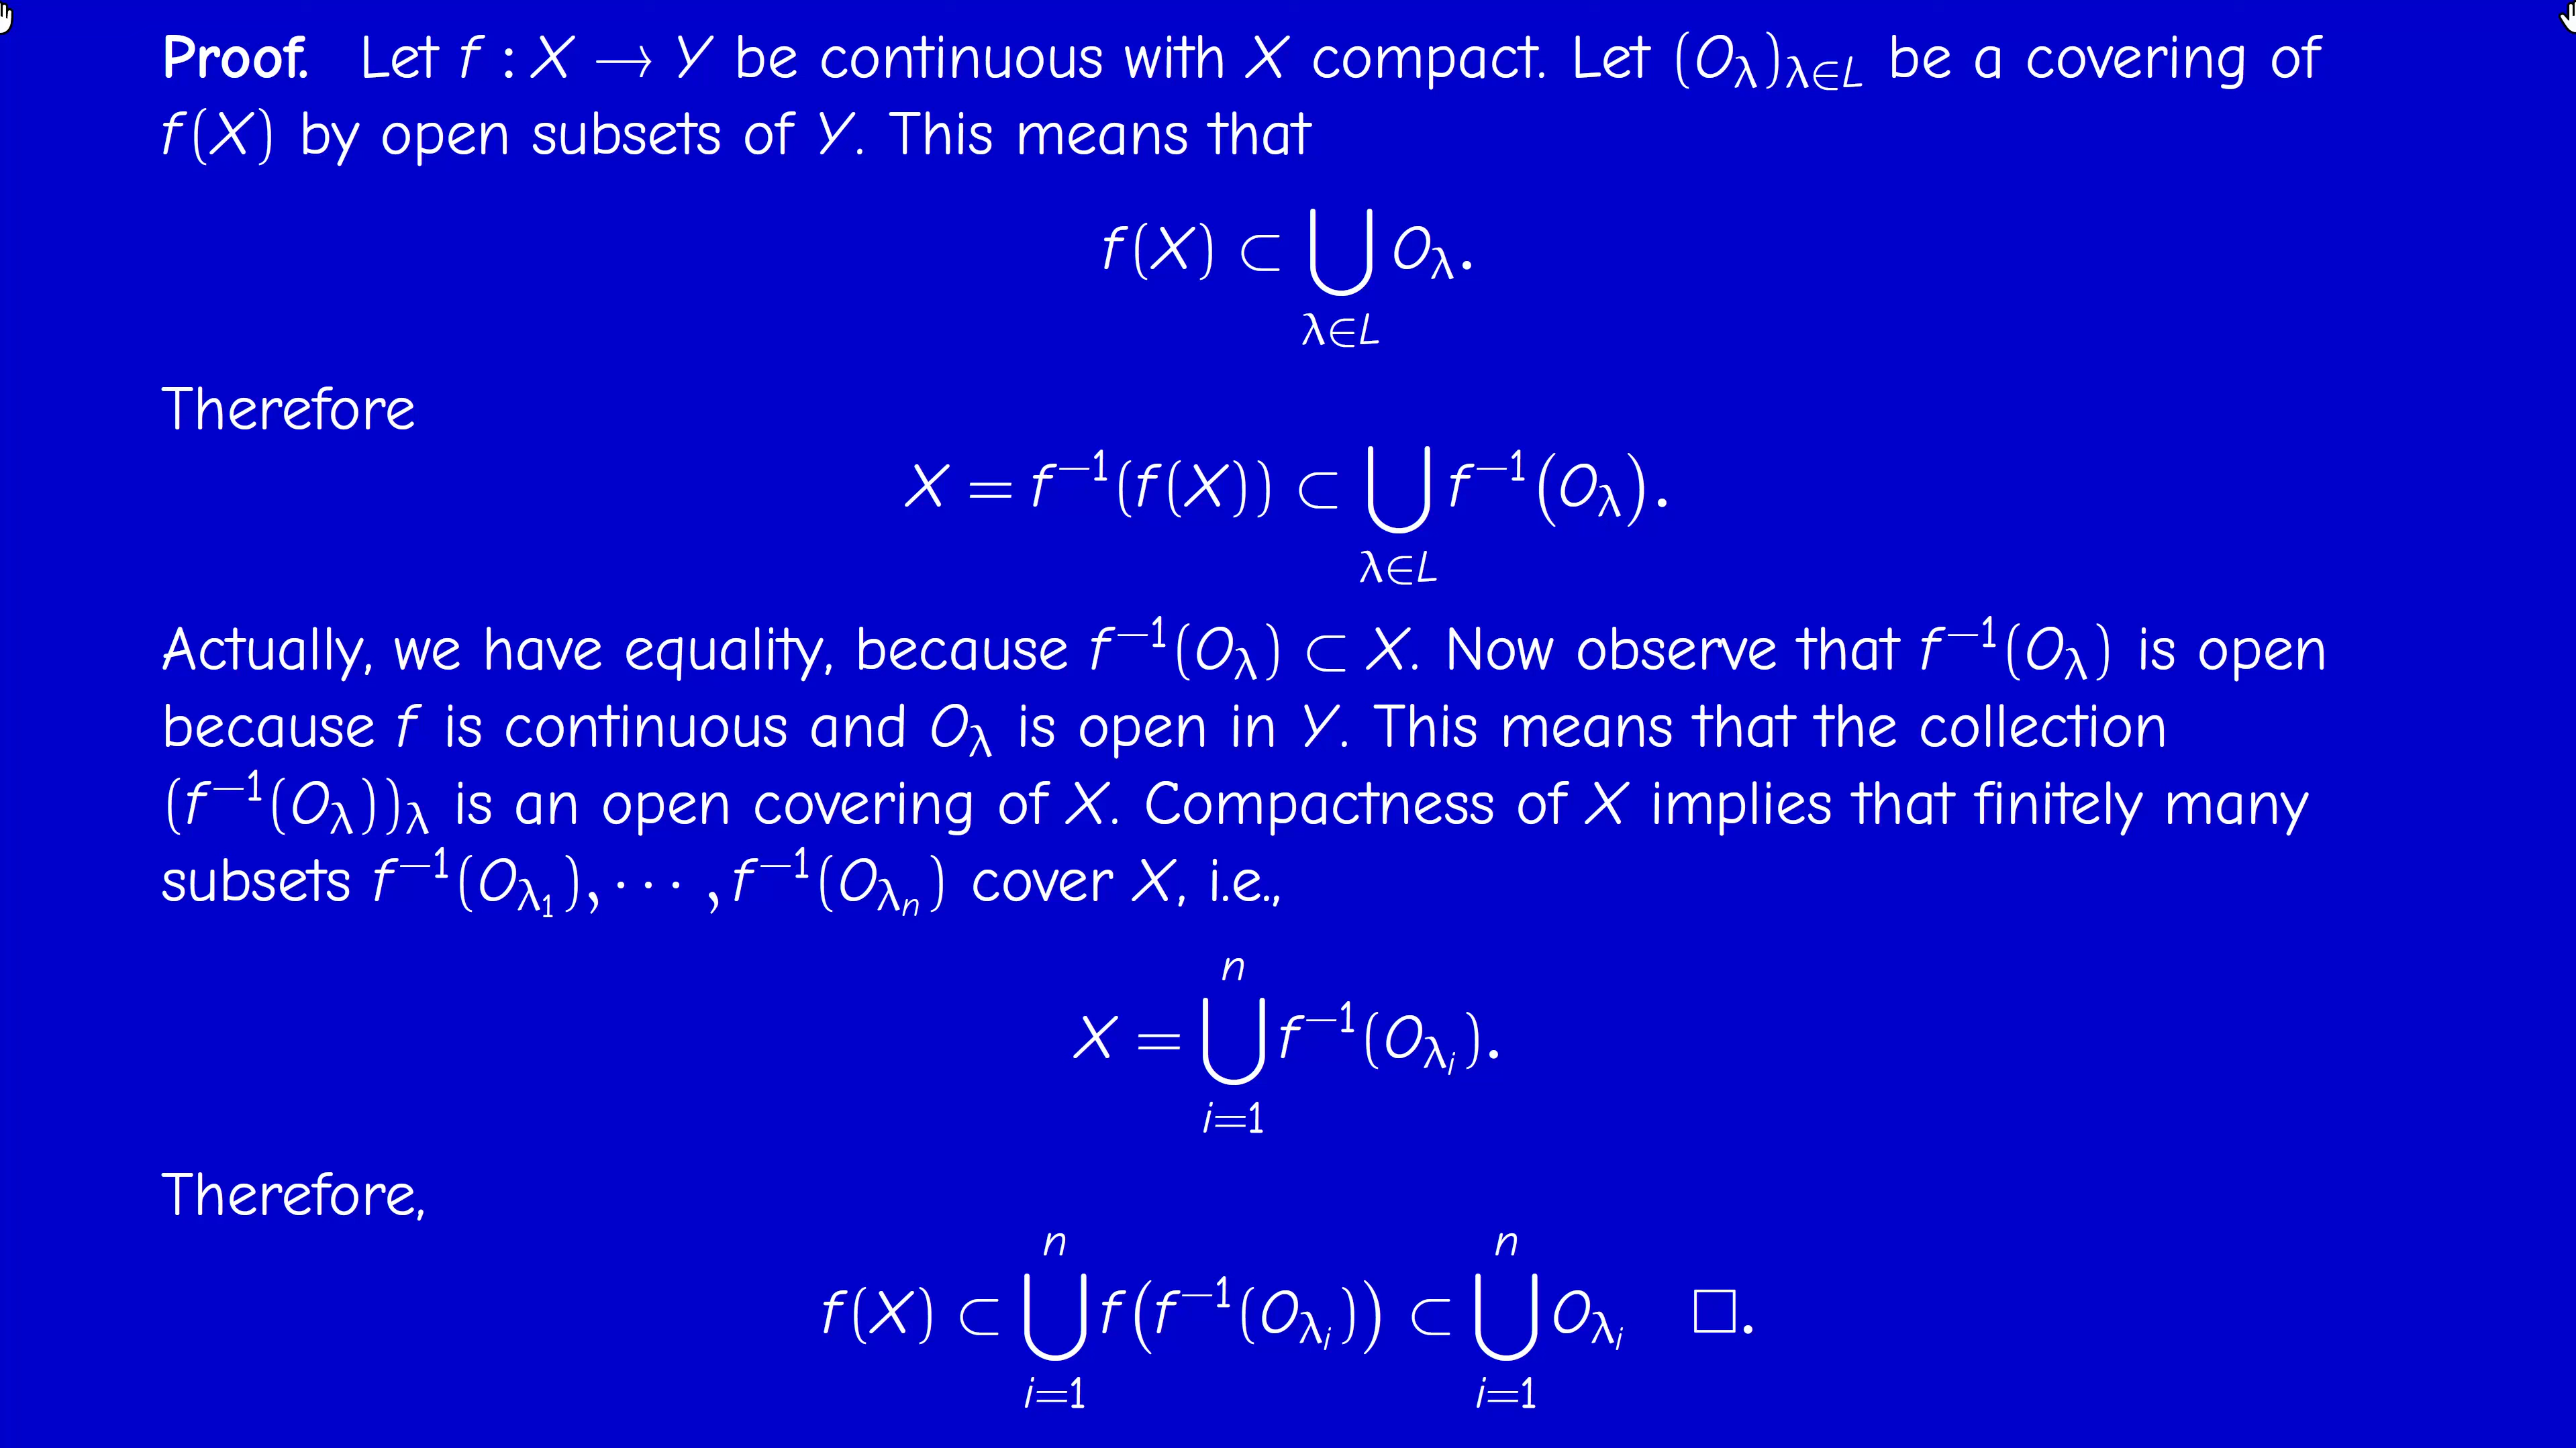 Proof. Let f : X → Y be continuous with X compact. Let (O_λ)_{λ∈L} be a covering of
f(X) by open subsets of Y. This means that
f(X) ⊂ ⋃_{λ∈L} O_λ.
Therefore
X = f^{−1}(f(X)) ⊂ ⋃_{λ∈L} f^{−1}(O_λ).
Actually, we have equality, because f^{−1}(O_λ) ⊂ X. Now observe that f^{−1}(O_λ) is open
because f is continuous and O_λ is open in Y. This means that the collection
(f^{−1}(O_λ))_λ is an open covering of X. Compactness of X implies that finitely many
subsets f^{−1}(O_{λ_1}), ⋯ , f^{−1}(O_{λ_n}) cover X, i.e.,
X = ⋃_{i=1}^{n} f^{−1}(O_{λ_i}).
Therefore,
f(X) ⊂ ⋃_{i=1}^{n} f(f^{−1}(O_{λ_i})) ⊂ ⋃_{i=1}^{n} O_{λ_i} □.